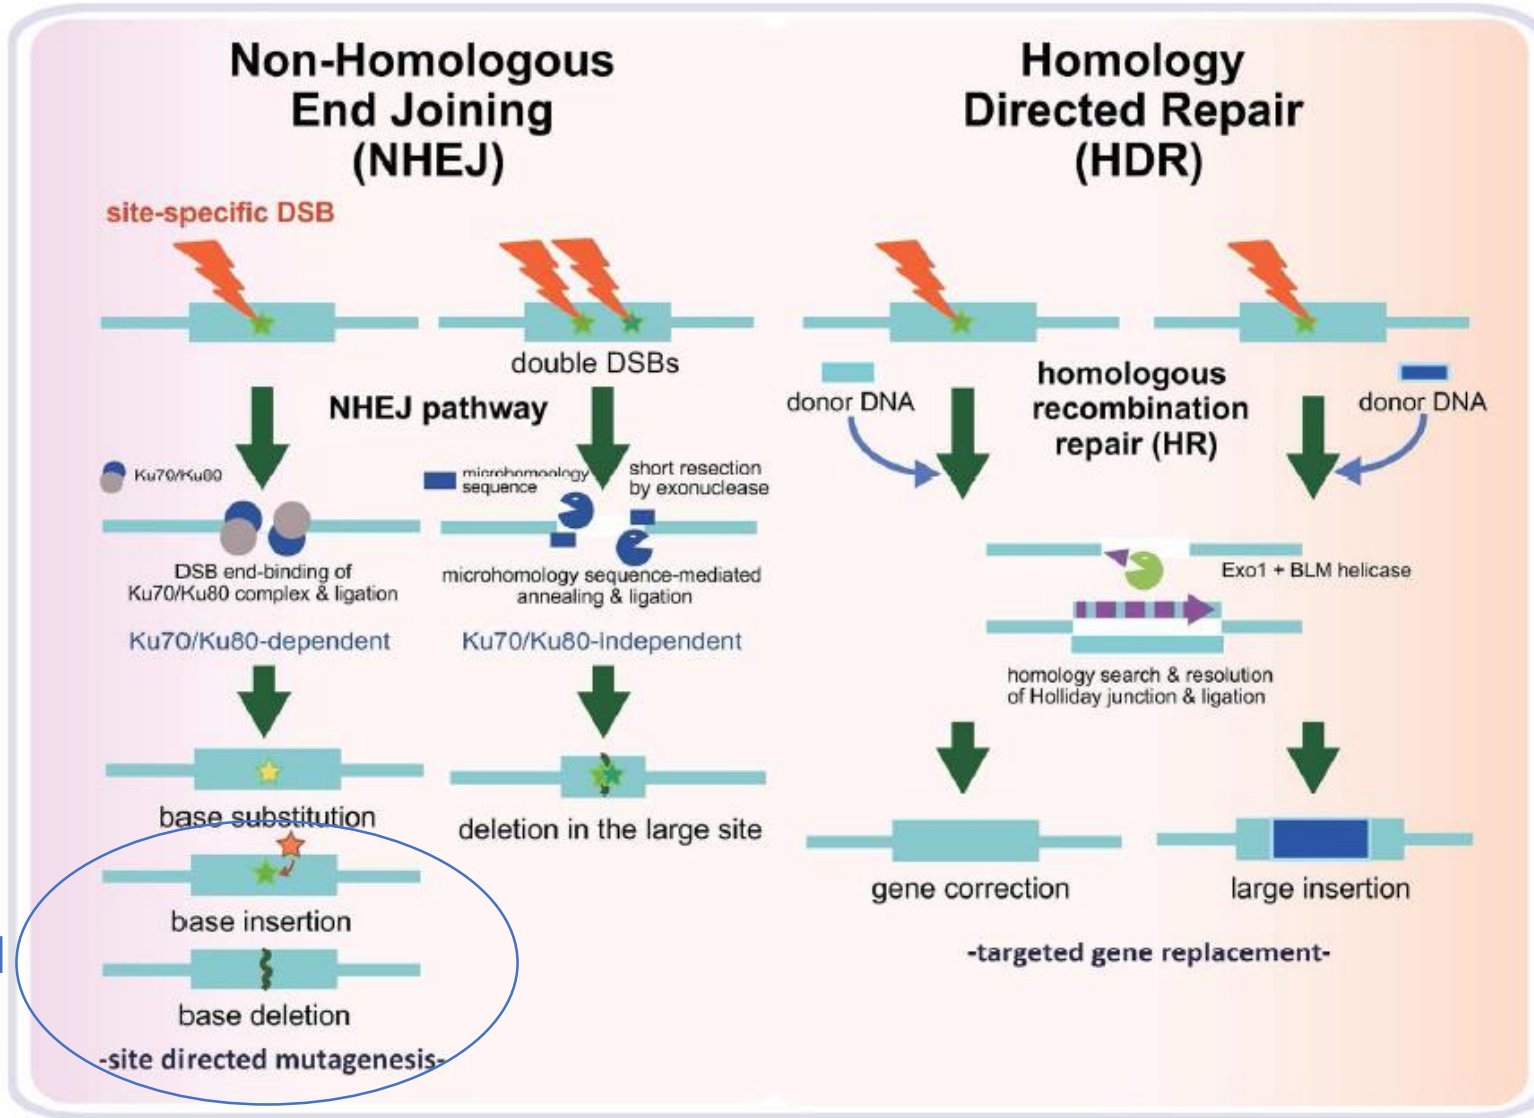 Non-Homologous
End Joining
(NHEJ)
site-specific DSB
double DSBs
NHEJ pathway
Ku70/Ku80
microhomoology
sequence
short resection
by exonuclease
DSB end-binding of
Ku70/Ku80 complex & ligation
microhomology sequence-mediated
annealing & ligation
Ku70/Ku80-dependent
Ku70/Ku80-independent
base substitution
base insertion
base deletion
-site directed mutagenesis-
deletion in the large site
Homology
Directed Repair
(HDR)
donor DNA
homologous
recombination
repair (HR)
donor DNA
Exo1 + BLM helicase
homology search & resolution
of Holliday junction & ligation
gene correction
large insertion
-targeted gene replacement-